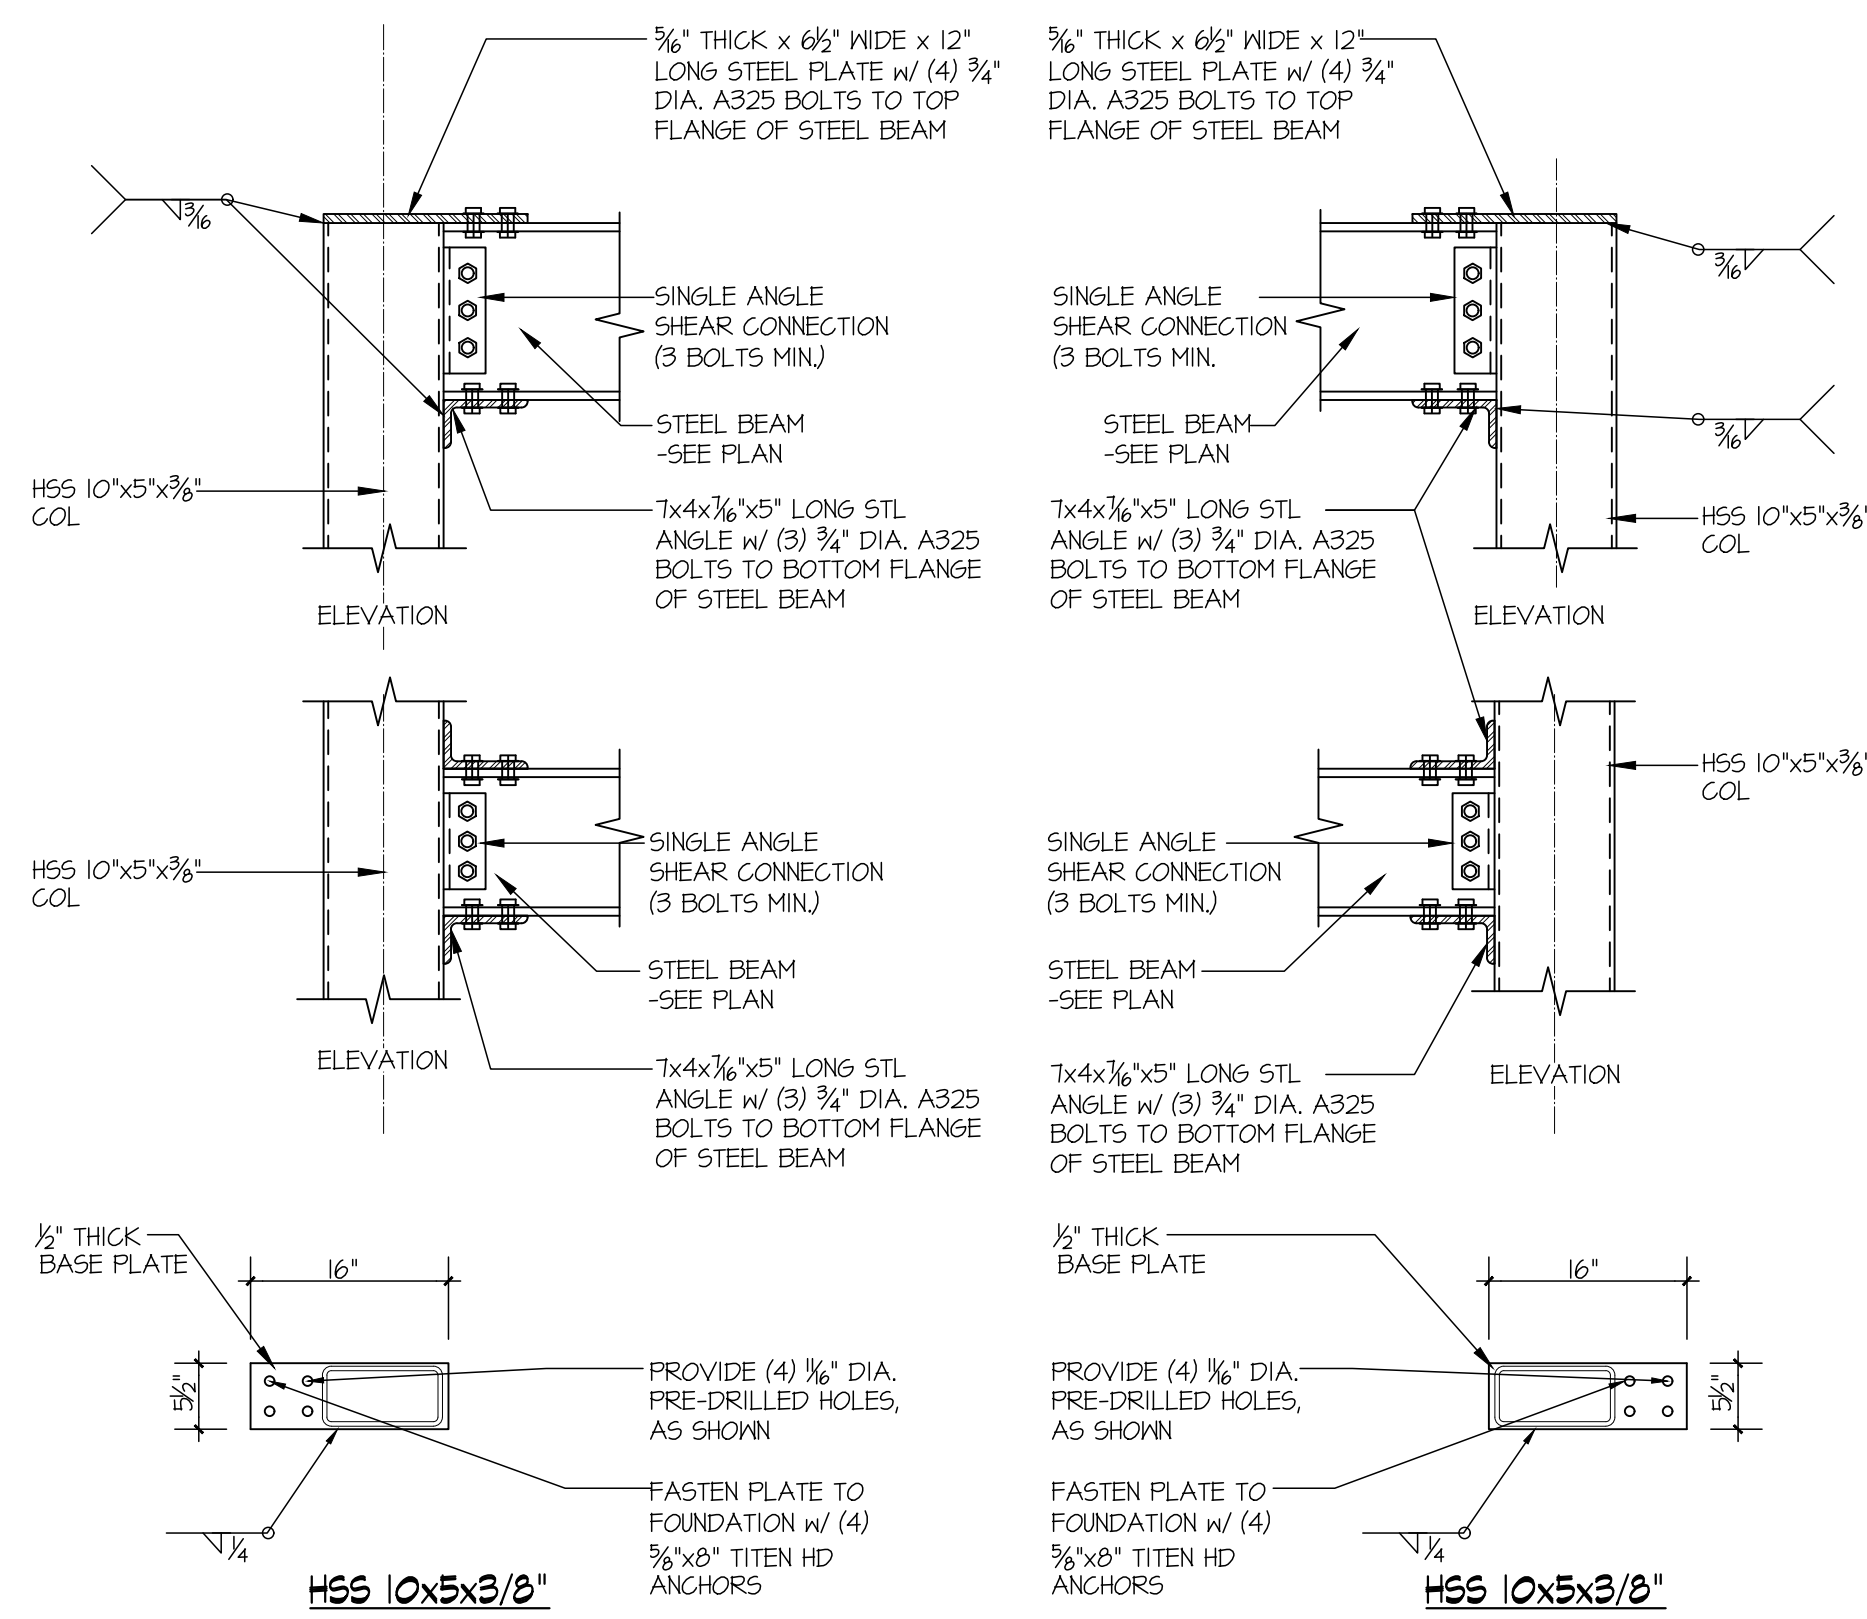 5/16" THICK x 6 1/2" WIDE x 12"
LONG STEEL PLATE w/ (4) 3/4"
DIA. A325 BOLTS TO TOP
FLANGE OF STEEL BEAM
5/16" THICK x 6 1/2" WIDE x 12"
LONG STEEL PLATE w/ (4) 3/4"
DIA. A325 BOLTS TO TOP
FLANGE OF STEEL BEAM
3/16
3/16
SINGLE ANGLE
SHEAR CONNECTION
(3 BOLTS MIN.)
SINGLE ANGLE
SHEAR CONNECTION
(3 BOLTS MIN.
STEEL BEAM
-SEE PLAN
STEEL BEAM
-SEE PLAN
3/16
HSS 10"x5"x3/8"
COL
7x4x7/16"x5" LONG STL
ANGLE w/ (3) 3/4" DIA. A325
BOLTS TO BOTTOM FLANGE
OF STEEL BEAM
7x4x7/16"x5" LONG STL
ANGLE w/ (3) 3/4" DIA. A325
BOLTS TO BOTTOM FLANGE
OF STEEL BEAM
HSS 10"x5"x3/8"
COL
ELEVATION
ELEVATION
HSS 10"x5"x3/8"
COL
SINGLE ANGLE
SHEAR CONNECTION
(3 BOLTS MIN.)
SINGLE ANGLE
SHEAR CONNECTION
(3 BOLTS MIN.)
HSS 10"x5"x3/8"
COL
STEEL BEAM
-SEE PLAN
STEEL BEAM
-SEE PLAN
ELEVATION
7x4x7/16"x5" LONG STL
ANGLE w/ (3) 3/4" DIA. A325
BOLTS TO BOTTOM FLANGE
OF STEEL BEAM
7x4x7/16"x5" LONG STL
ANGLE w/ (3) 3/4" DIA. A325
BOLTS TO BOTTOM FLANGE
OF STEEL BEAM
ELEVATION
1/2" THICK
BASE PLATE
16"
5 1/2"
PROVIDE (4) 11/16" DIA.
PRE-DRILLED HOLES,
AS SHOWN
FASTEN PLATE TO
FOUNDATION w/ (4)
5/8"x8" TITEN HD
ANCHORS
1/4
HSS 10x5x3/8"
1/2" THICK
BASE PLATE
16"
5 1/2"
PROVIDE (4) 11/16" DIA.
PRE-DRILLED HOLES,
AS SHOWN
FASTEN PLATE TO
FOUNDATION w/ (4)
5/8"x8" TITEN HD
ANCHORS
1/4
HSS 10x5x3/8"